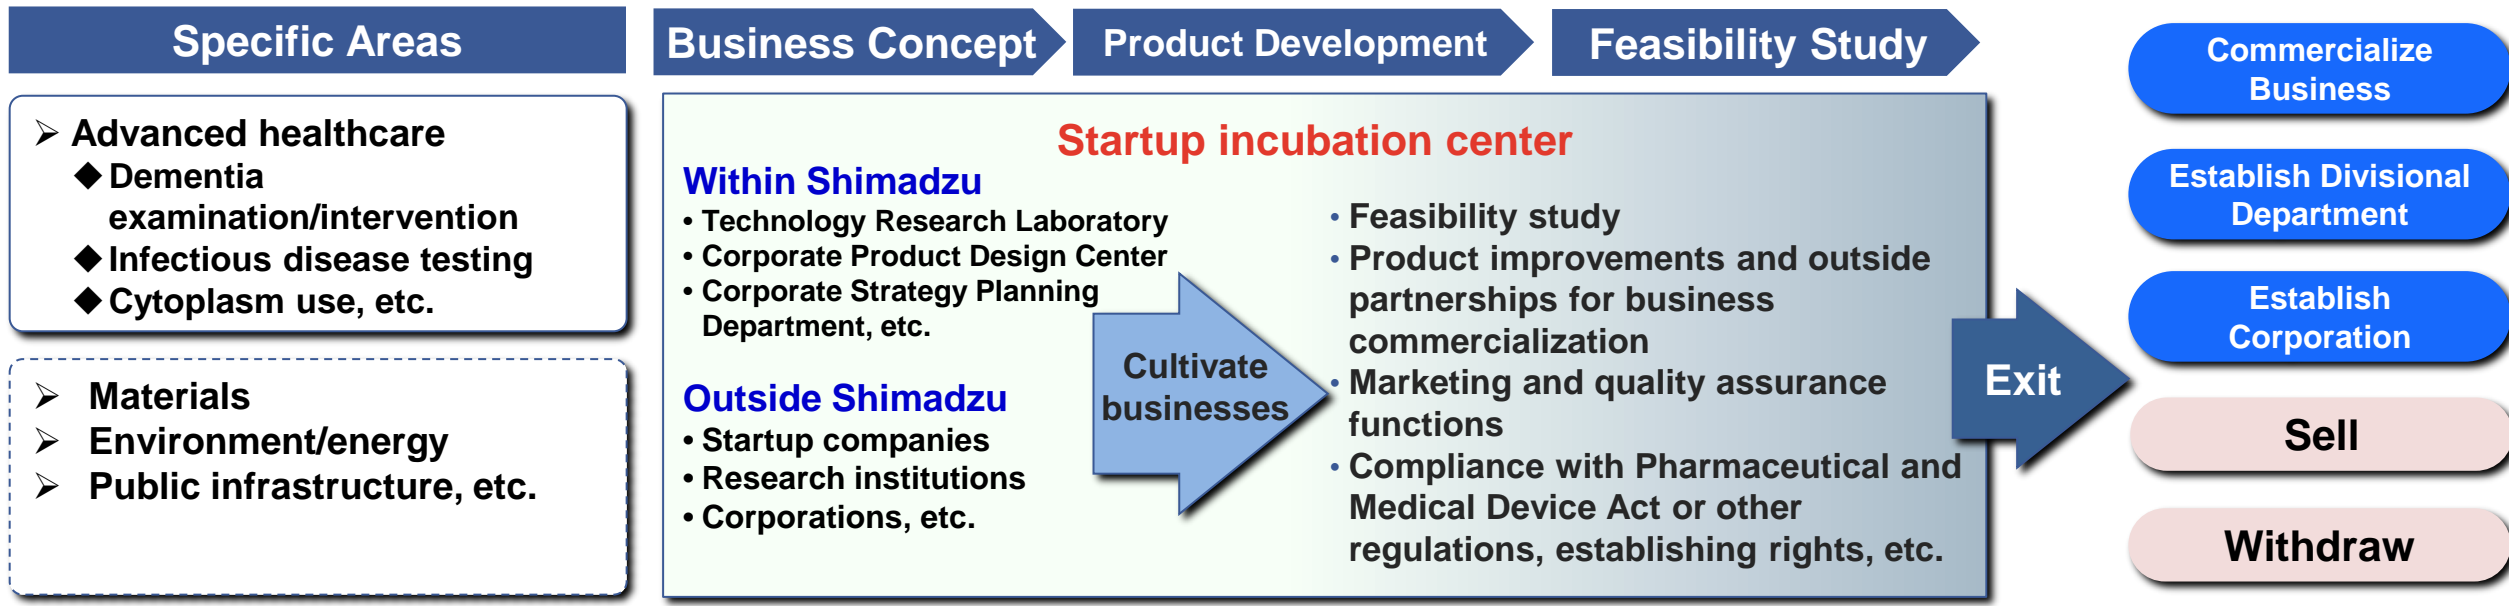 Specific Areas
➢ Advanced healthcare
◆ Dementia
examination/intervention
◆ Infectious disease testing
◆ Cytoplasm use, etc.
➢ Materials
➢ Environment/energy
➢ Public infrastructure, etc.
Business Concept
Product Development
Feasibility Study
Startup incubation center
Within Shimadzu
• Technology Research Laboratory
• Corporate Product Design Center
• Corporate Strategy Planning
Department, etc.
Outside Shimadzu
• Startup companies
• Research institutions
• Corporations, etc.
Cultivate
businesses
• Feasibility study
• Product improvements and outside
partnerships for business
commercialization
• Marketing and quality assurance
functions
• Compliance with Pharmaceutical and
Medical Device Act or other
regulations, establishing rights, etc.
Exit
Commercialize
Business
Establish Divisional
Department
Establish
Corporation
Sell
Withdraw